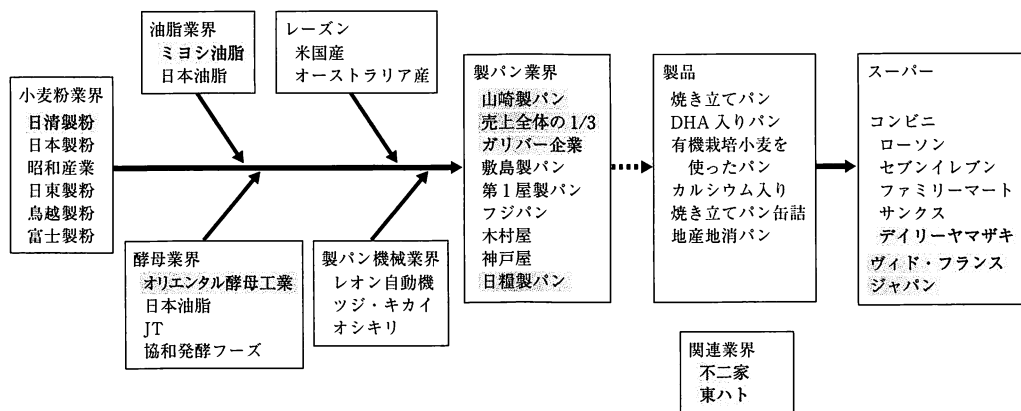 小麦粉業界
日清製粉
日本製粉
昭和産業
日東製粉
鳥越製粉
富士製粉
油脂業界
ミヨシ油脂
日本油脂
レーズン
米国産
オーストラリア産
酵母業界
オリエンタル酵母工業
日本油脂
JT
協和発酵フーズ
製パン機械業界
レオン自動機
ツジ・キカイ
オシキリ
製パン業界
山崎製パン
売上全体の1/3
ガリバー企業
敷島製パン
第1屋製パン
フジパン
木村屋
神戸屋
日糧製パン
製品
焼き立てパン
DHA入りパン
有機栽培小麦を
使ったパン
カルシウム入り
焼き立てパン缶詰
地産地消パン
スーパー
コンビニ
ローソン
セブンイレブン
ファミリーマート
サンクス
デイリーヤマザキ
ヴィド・フランス
ジャパン
関連業界
不二家
東ハト